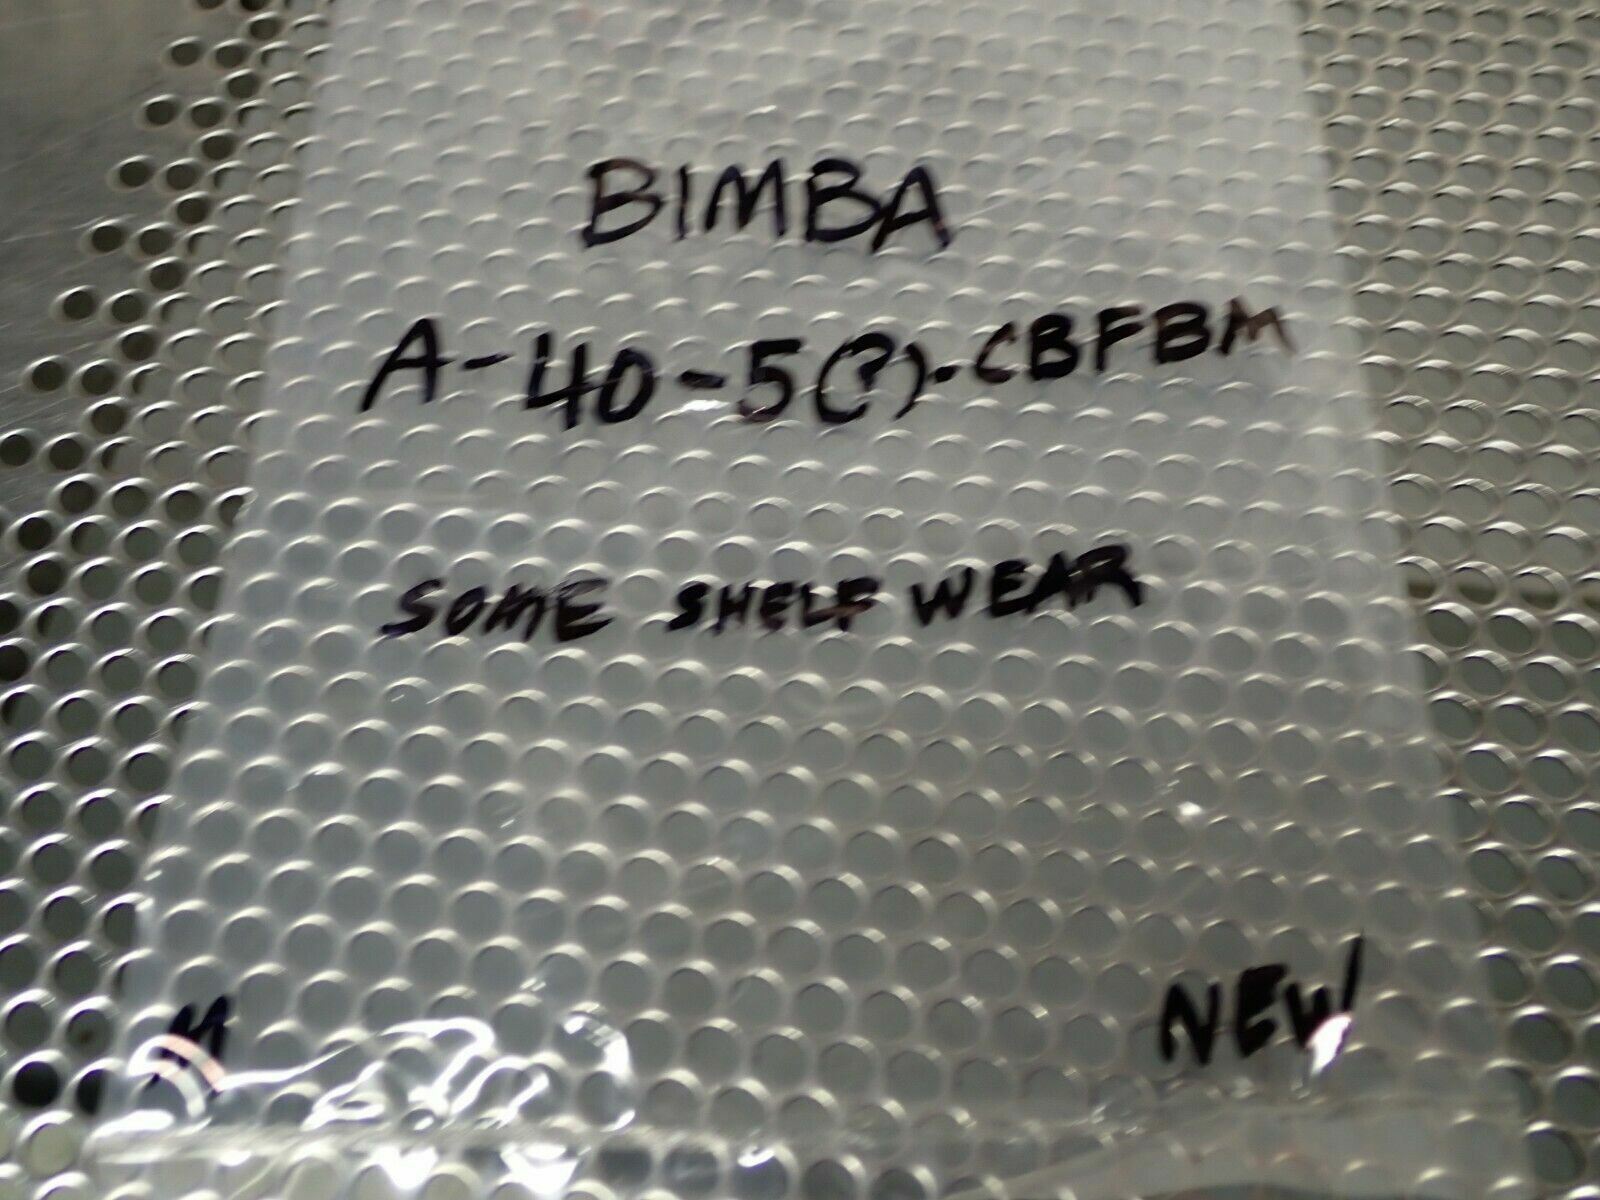 BIMBA
A-40-5(?)-CBFBM
SOME SHELF WEAR
M
NEW